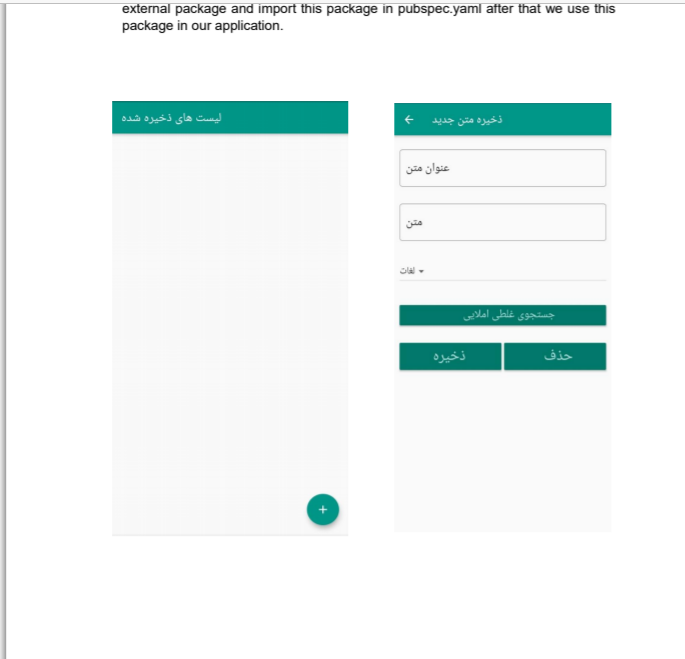 external package and import this package in pubspec.yaml after that we use this
package in our application.
لیست های ذخیره شده
+
ذخیره متن جدید
عنوان متن
متن
لغات
جستجوی غلطی املایی
ذخیره
حذف